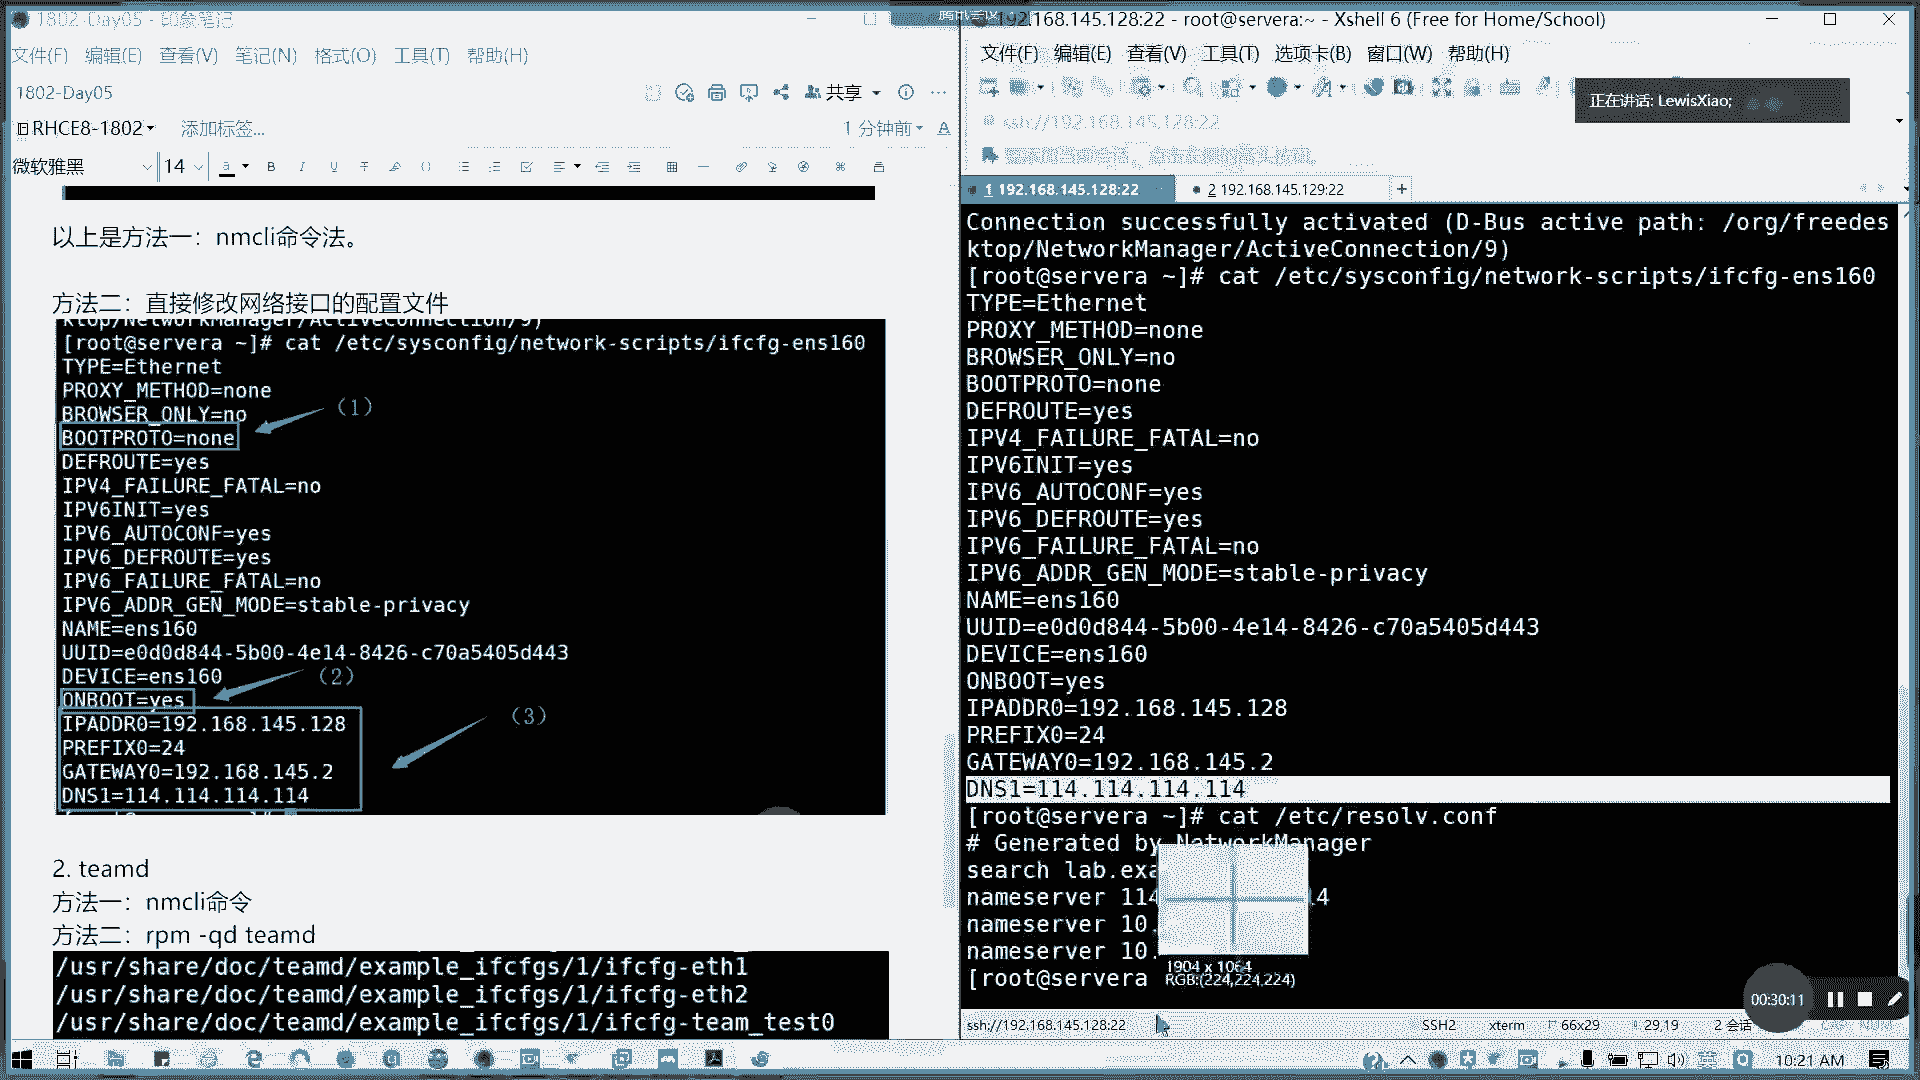 1802-Day05 - 印象笔记
文件(F) 编辑(E) 查看(V) 笔记(N) 格式(O) 工具(T) 帮助(H)
1802-Day05
共享
RHCE8-1802
添加标签...
1 分钟前
微软雅黑
14
以上是方法一：nmcli命令法。
方法二：直接修改网络接口的配置文件
ktop/NetworkManager/ActiveConnection/9)
[root@servera ~]# cat /etc/sysconfig/network-scripts/ifcfg-ens160
TYPE=Ethernet
PROXY_METHOD=none
BROWSER_ONLY=no
（1）
BOOTPROTO=none
DEFROUTE=yes
IPV4_FAILURE_FATAL=no
IPV6INIT=yes
IPV6_AUTOCONF=yes
IPV6_DEFROUTE=yes
IPV6_FAILURE_FATAL=no
IPV6_ADDR_GEN_MODE=stable-privacy
NAME=ens160
UUID=e0d0d844-5b00-4e14-8426-c70a5405d443
DEVICE=ens160
（2）
ONBOOT=yes
IPADDR0=192.168.145.128
（3）
PREFIX0=24
GATEWAY0=192.168.145.2
DNS1=114.114.114.114
2. teamd
方法一：nmcli命令
方法二：rpm -qd teamd
/usr/share/doc/teamd/example_ifcfgs/1/ifcfg-eth1
/usr/share/doc/teamd/example_ifcfgs/1/ifcfg-eth2
/usr/share/doc/teamd/example_ifcfgs/1/ifcfg-team_test0
腾讯会议
192.168.145.128:22 - root@servera:~ - Xshell 6 (Free for Home/School)
文件(F) 编辑(E) 查看(V) 工具(T) 选项卡(B) 窗口(W) 帮助(H)
正在讲话: LewisXiao;
ssh://192.168.145.128:22
1 192.168.145.128:22
2 192.168.145.129:22
Connection successfully activated (D-Bus active path: /org/freedes
ktop/NetworkManager/ActiveConnection/9)
[root@servera ~]# cat /etc/sysconfig/network-scripts/ifcfg-ens160
TYPE=Ethernet
PROXY_METHOD=none
BROWSER_ONLY=no
BOOTPROTO=none
DEFROUTE=yes
IPV4_FAILURE_FATAL=no
IPV6INIT=yes
IPV6_AUTOCONF=yes
IPV6_DEFROUTE=yes
IPV6_FAILURE_FATAL=no
IPV6_ADDR_GEN_MODE=stable-privacy
NAME=ens160
UUID=e0d0d844-5b00-4e14-8426-c70a5405d443
DEVICE=ens160
ONBOOT=yes
IPADDR0=192.168.145.128
PREFIX0=24
GATEWAY0=192.168.145.2
DNS1=114.114.114.114
[root@servera ~]# cat /etc/resolv.conf
# Generated by NetworkManager
search lab.exa
nameserver 114 4
nameserver 10.
nameserver 10.
[root@servera
1904 x 1064
RGB:(224,224,224)
00:30:11
ssh://192.168.145.128:22
SSH2
xterm
66x29
29,19
2 会话
CAP NUM
英
10:21 AM